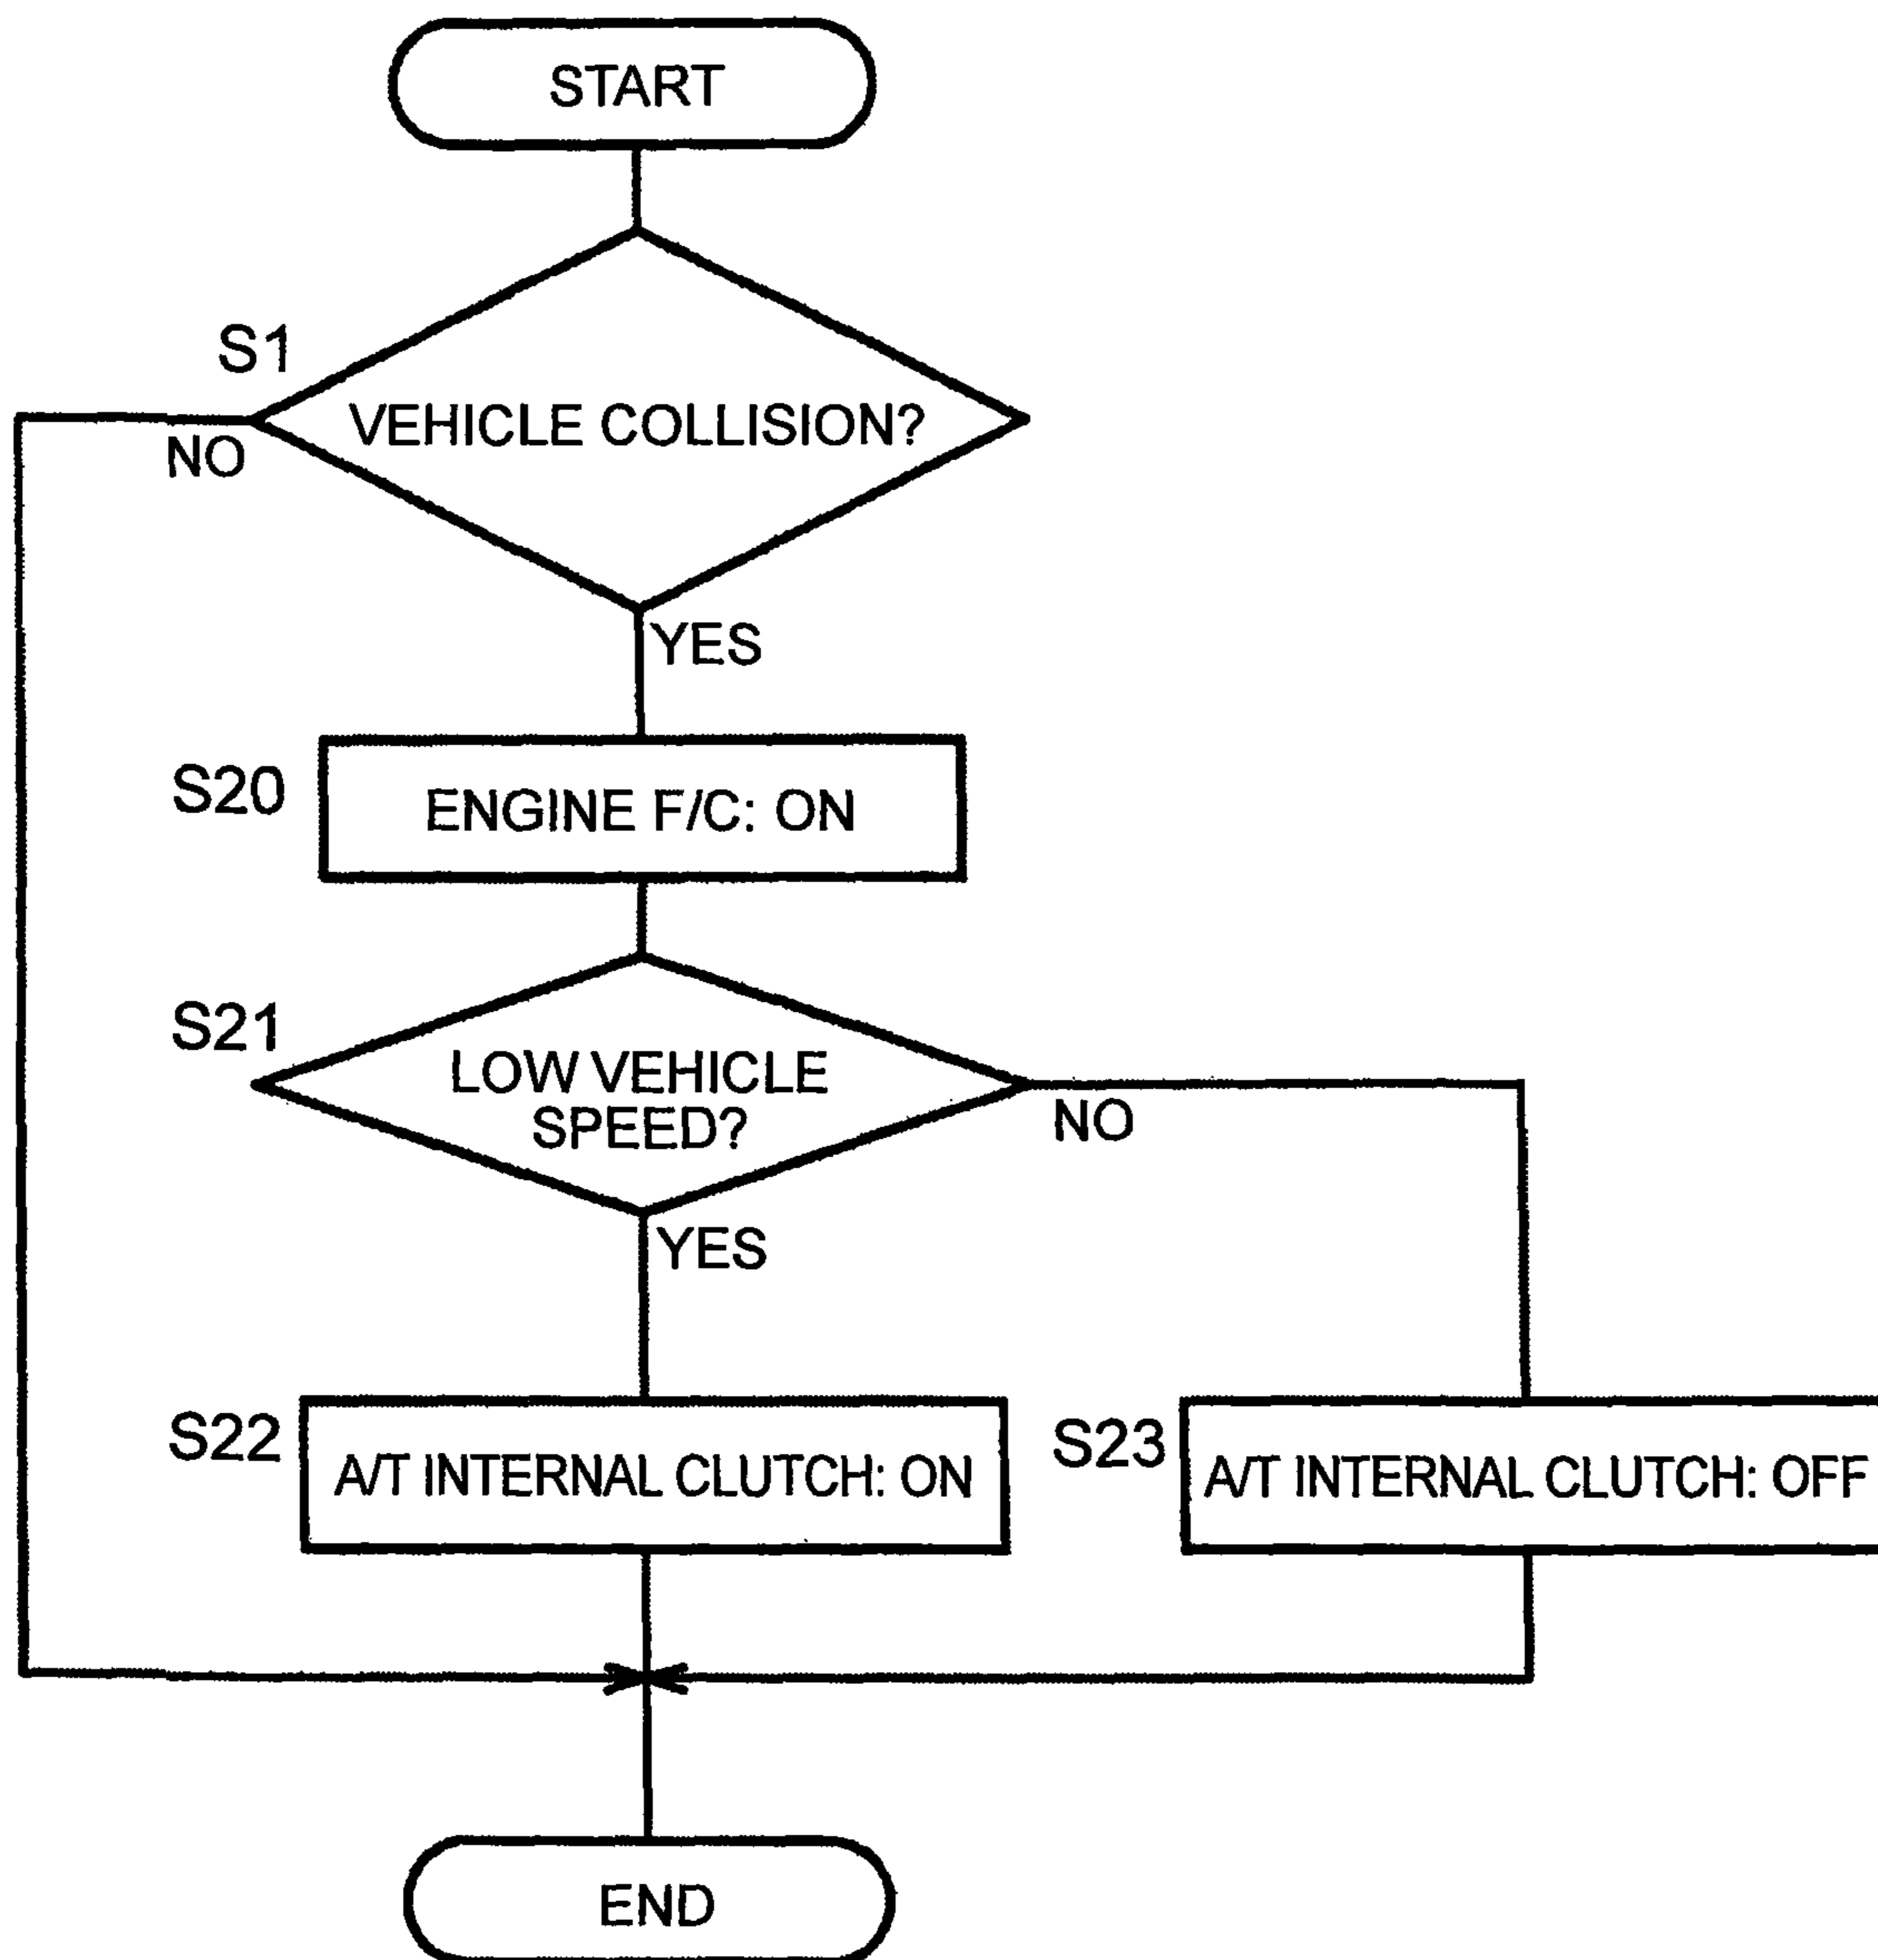 START
S1
VEHICLE COLLISION?
NO
YES
S20
ENGINE F/C: ON
S21
LOW VEHICLE
SPEED?
NO
YES
S22
A/T INTERNAL CLUTCH: ON
S23
A/T INTERNAL CLUTCH: OFF
END